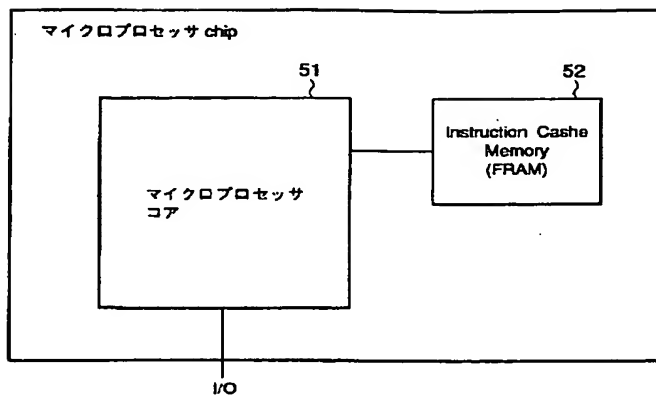 マイクロプロセッサ chip
51
52
Instruction Cashe
Memory
(FRAM)
マイクロプロセッサ
コア
I/O